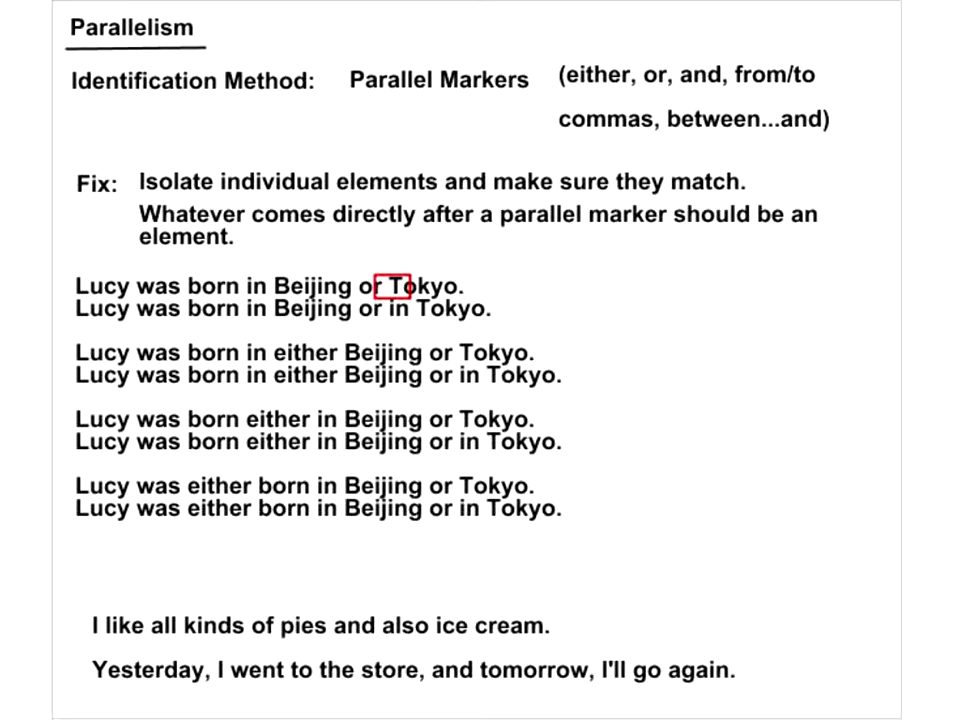 Parallelism
Identification Method: Parallel Markers (either, or, and, from/to
commas, between...and)
Fix: Isolate individual elements and make sure they match.
Whatever comes directly after a parallel marker should be an
element.
Lucy was born in Beijing or Tokyo.
Lucy was born in Beijing or in Tokyo.
Lucy was born in either Beijing or Tokyo.
Lucy was born in either Beijing or in Tokyo.
Lucy was born either in Beijing or Tokyo.
Lucy was born either in Beijing or in Tokyo.
Lucy was either born in Beijing or Tokyo.
Lucy was either born in Beijing or in Tokyo.
I like all kinds of pies and also ice cream.
Yesterday, I went to the store, and tomorrow, I'll go again.